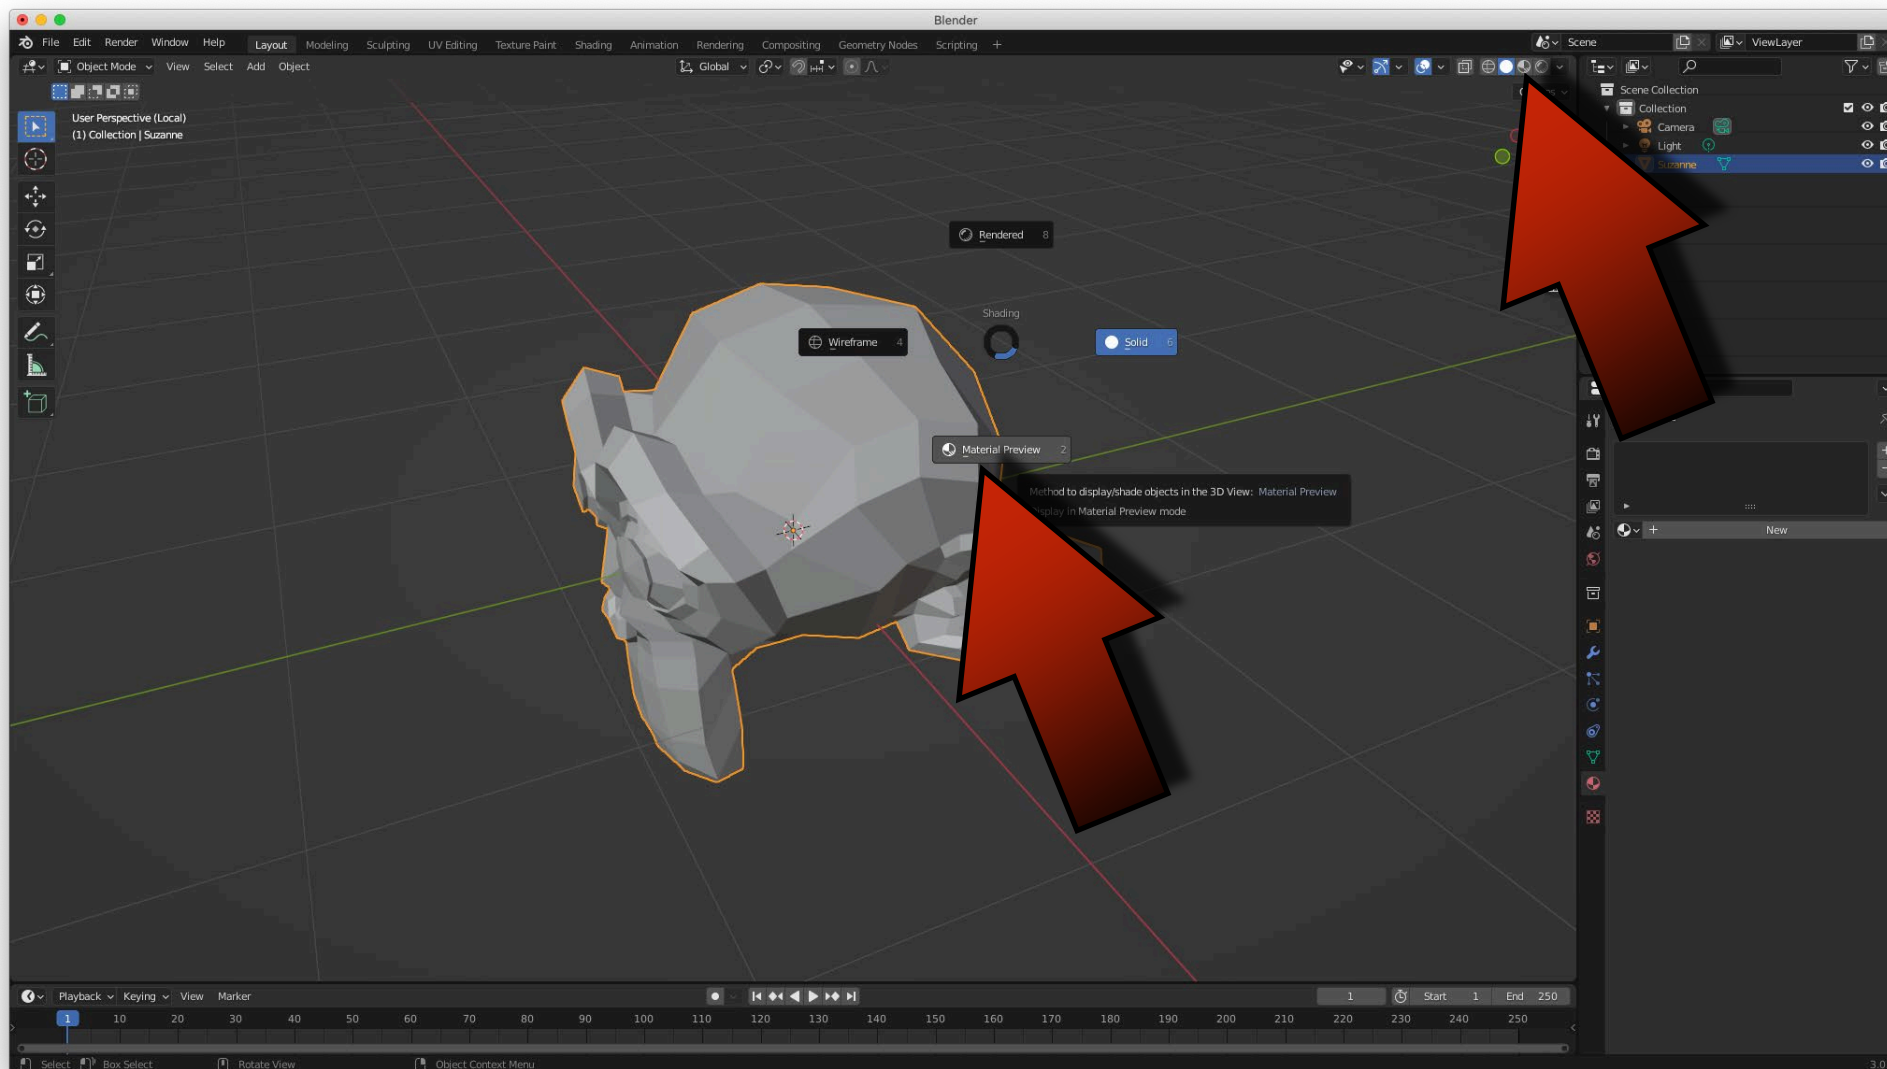 Blender
File Edit Render Window Help Layout Modeling Sculpting UV Editing Texture Paint Shading Animation Rendering Compositing Geometry Nodes Scripting + Scene ViewLayer
Object Mode View Select Add Object Global
User Perspective (Local)
(1) Collection | Suzanne
Scene Collection
Collection
Camera
Light
Suzanne
Rendered 8
Shading
Wireframe 4
Solid 6
Material Preview 2
Method to display/shade objects in the 3D View: Material Preview
Display in Material Preview mode
+ New
Playback Keying View Marker 1 Start 1 End 250
1 10 20 30 40 50 60 70 80 90 100 110 120 130 140 150 160 170 180 190 200 210 220 230 240 250
Select Box Select Rotate View Object Context Menu 3.0